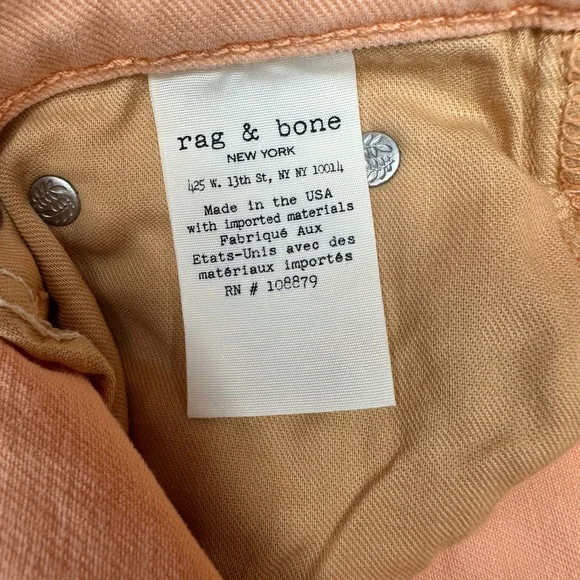 rag & bone
NEW YORK
425 W. 13th St, NY NY 10014
Made in the USA
with imported materials
Fabriqué Aux
Etats-Unis avec des
matériaux importés
RN # 108879